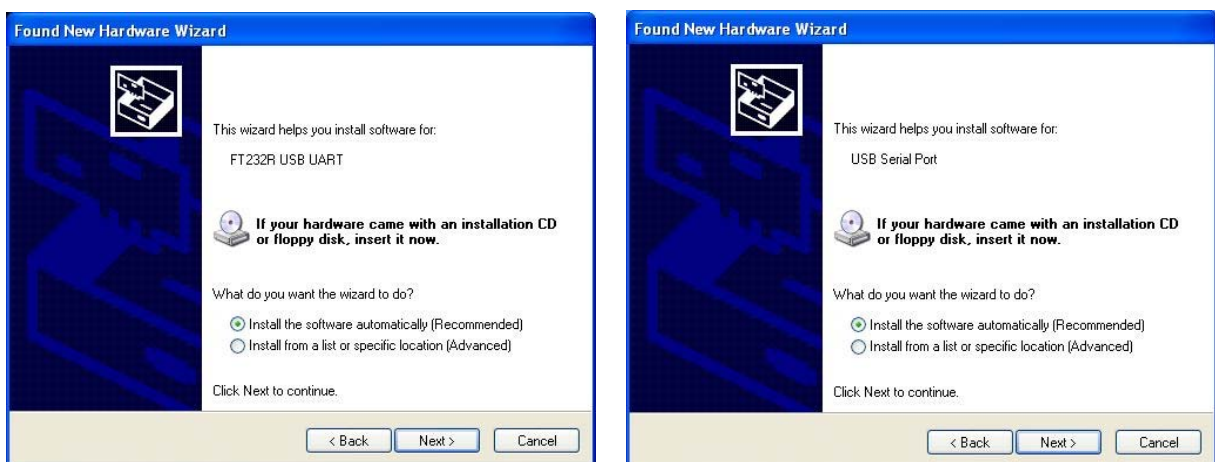 Found New Hardware Wizard
This wizard helps you install software for:
FT232R USB UART
If your hardware came with an installation CD
or floppy disk, insert it now.
What do you want the wizard to do?
Install the software automatically (Recommended)
Install from a list or specific location (Advanced)
Click Next to continue.
< Back
Next >
Cancel
Found New Hardware Wizard
This wizard helps you install software for:
USB Serial Port
If your hardware came with an installation CD
or floppy disk, insert it now.
What do you want the wizard to do?
Install the software automatically (Recommended)
Install from a list or specific location (Advanced)
Click Next to continue.
< Back
Next >
Cancel